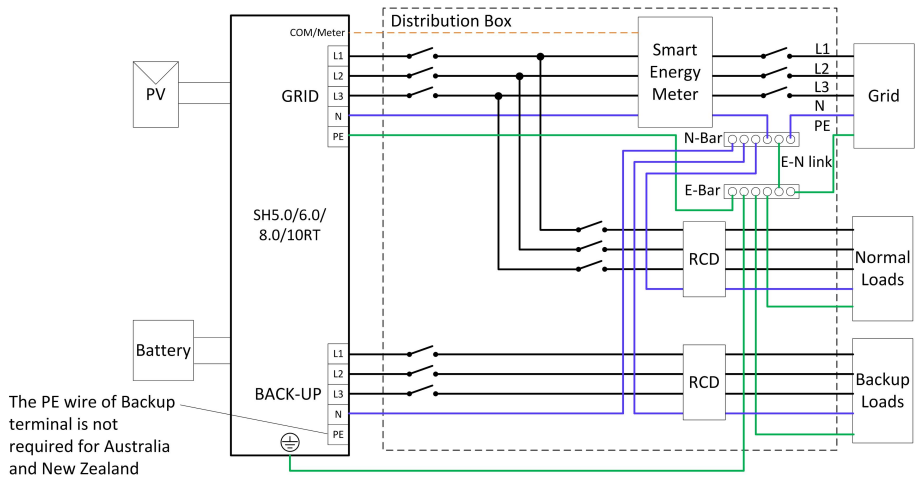 Distribution Box
COM/Meter
L1
L2
L3
N
PE
GRID
PV
Smart
Energy
Meter
L1
L2
L3
N
PE
Grid
N-Bar
E-N link
E-Bar
SH5.0/6.0/
8.0/10RT
RCD
Normal
Loads
Battery
L1
L2
L3
N
PE
BACK-UP
RCD
Backup
Loads
The PE wire of Backup
terminal is not
required for Australia
and New Zealand